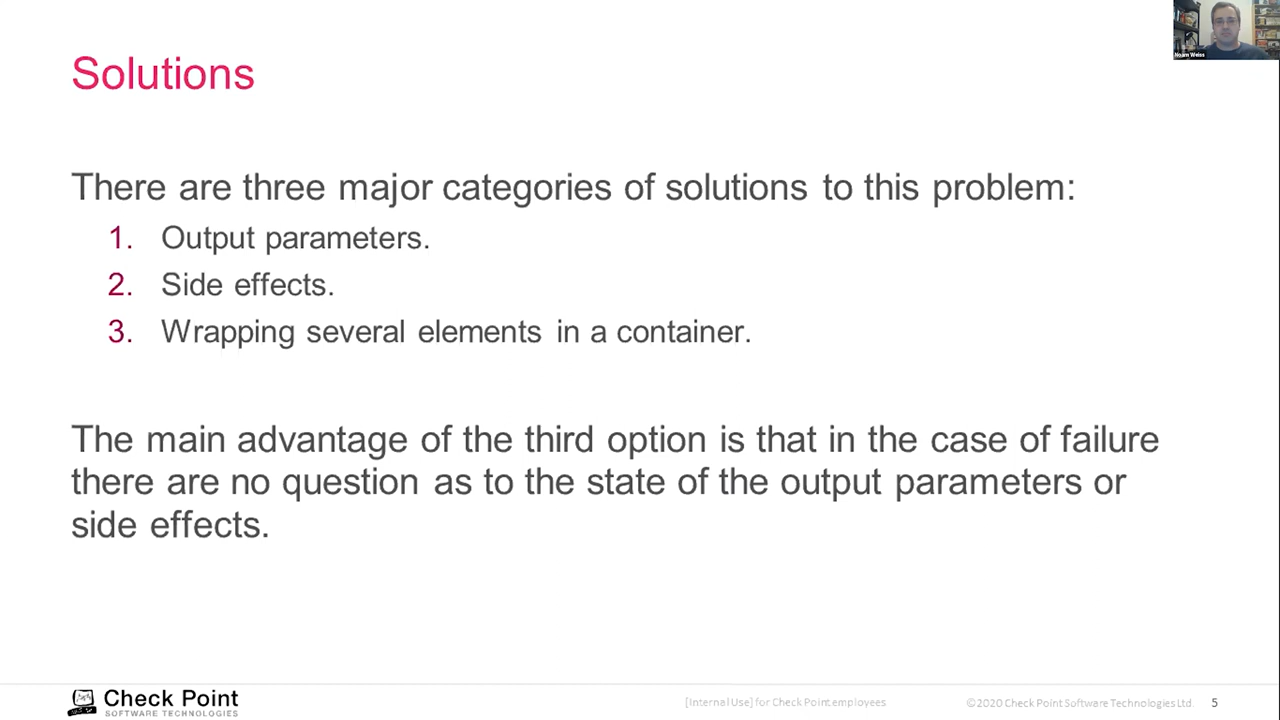 Noam Weiss
Solutions
There are three major categories of solutions to this problem:
1. Output parameters.
2. Side effects.
3. Wrapping several elements in a container.
The main advantage of the third option is that in the case of failure
there are no question as to the state of the output parameters or
side effects.
Check Point
SOFTWARE TECHNOLOGIES
[Internal Use] for Check Point employees
©2020 Check Point Software Technologies Ltd.
5